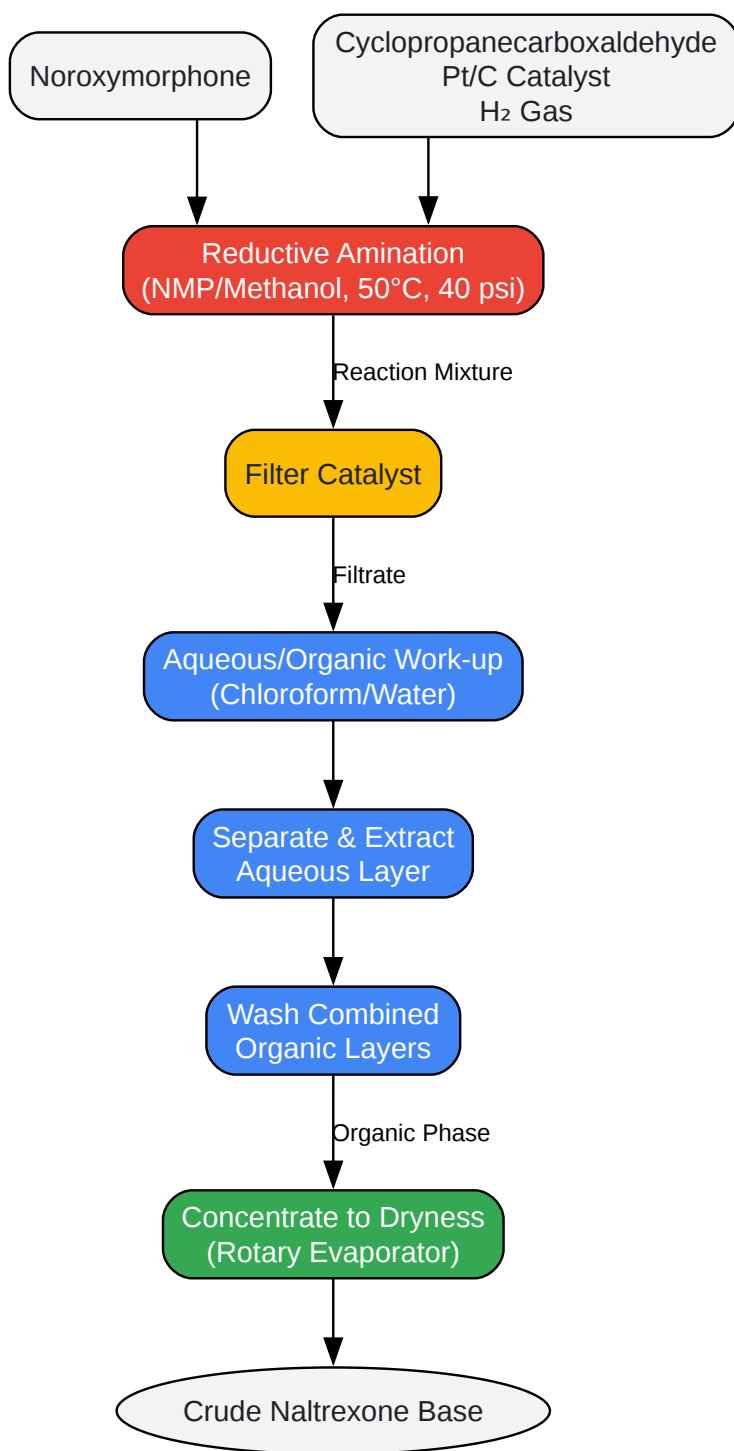 Noroxymorphone
Cyclopropanecarboxaldehyde
Pt/C Catalyst
H₂ Gas
Reductive Amination
(NMP/Methanol, 50°C, 40 psi)
Reaction Mixture
Filter Catalyst
Filtrate
Aqueous/Organic Work-up
(Chloroform/Water)
Separate & Extract
Aqueous Layer
Wash Combined
Organic Layers
Organic Phase
Concentrate to Dryness
(Rotary Evaporator)
Crude Naltrexone Base